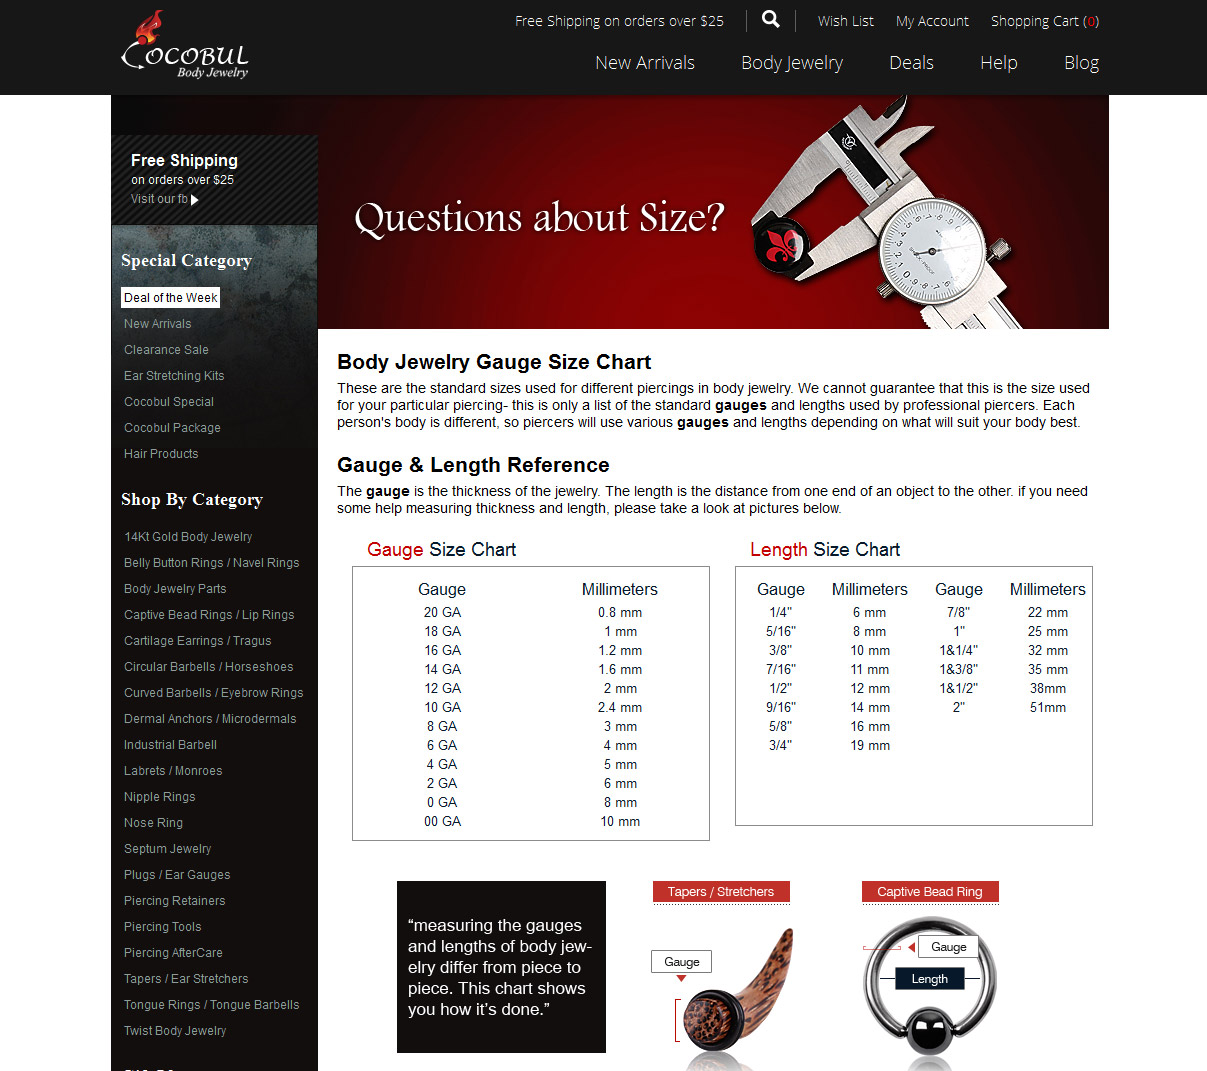 COCOBUL
Body Jewelry
Free Shipping on orders over $25
Wish List
My Account
Shopping Cart (0)
New Arrivals
Body Jewelry
Deals
Help
Blog
Free Shipping
on orders over $25
Visit our fb
Questions about Size?
SHOCK-PROOF
Special Category
Deal of the Week
New Arrivals
Clearance Sale
Ear Stretching Kits
Cocobul Special
Cocobul Package
Hair Products
Shop By Category
14Kt Gold Body Jewelry
Belly Button Rings / Navel Rings
Body Jewelry Parts
Captive Bead Rings / Lip Rings
Cartilage Earrings / Tragus
Circular Barbells / Horseshoes
Curved Barbells / Eyebrow Rings
Dermal Anchors / Microdermals
Industrial Barbell
Labrets / Monroes
Nipple Rings
Nose Ring
Septum Jewelry
Plugs / Ear Gauges
Piercing Retainers
Piercing Tools
Piercing AfterCare
Tapers / Ear Stretchers
Tongue Rings / Tongue Barbells
Twist Body Jewelry
Body Jewelry Gauge Size Chart
These are the standard sizes used for different piercings in body jewelry. We cannot guarantee that this is the size used
for your particular piercing- this is only a list of the standard gauges and lengths used by professional piercers. Each
person's body is different, so piercers will use various gauges and lengths depending on what will suit your body best.
Gauge & Length Reference
The gauge is the thickness of the jewelry. The length is the distance from one end of an object to the other. if you need
some help measuring thickness and length, please take a look at pictures below.
Gauge Size Chart
Gauge Millimeters
20 GA 0.8 mm
18 GA 1 mm
16 GA 1.2 mm
14 GA 1.6 mm
12 GA 2 mm
10 GA 2.4 mm
8 GA 3 mm
6 GA 4 mm
4 GA 5 mm
2 GA 6 mm
0 GA 8 mm
00 GA 10 mm
Length Size Chart
Gauge Millimeters Gauge Millimeters
1/4" 6 mm 7/8" 22 mm
5/16" 8 mm 1" 25 mm
3/8" 10 mm 1&1/4" 32 mm
7/16" 11 mm 1&3/8" 35 mm
1/2" 12 mm 1&1/2" 38mm
9/16" 14 mm 2" 51mm
5/8" 16 mm
3/4" 19 mm
“measuring the gauges
and lengths of body jew-
elry differ from piece to
piece. This chart shows
you how it’s done.”
Tapers / Stretchers
Gauge
Captive Bead Ring
Gauge
Length